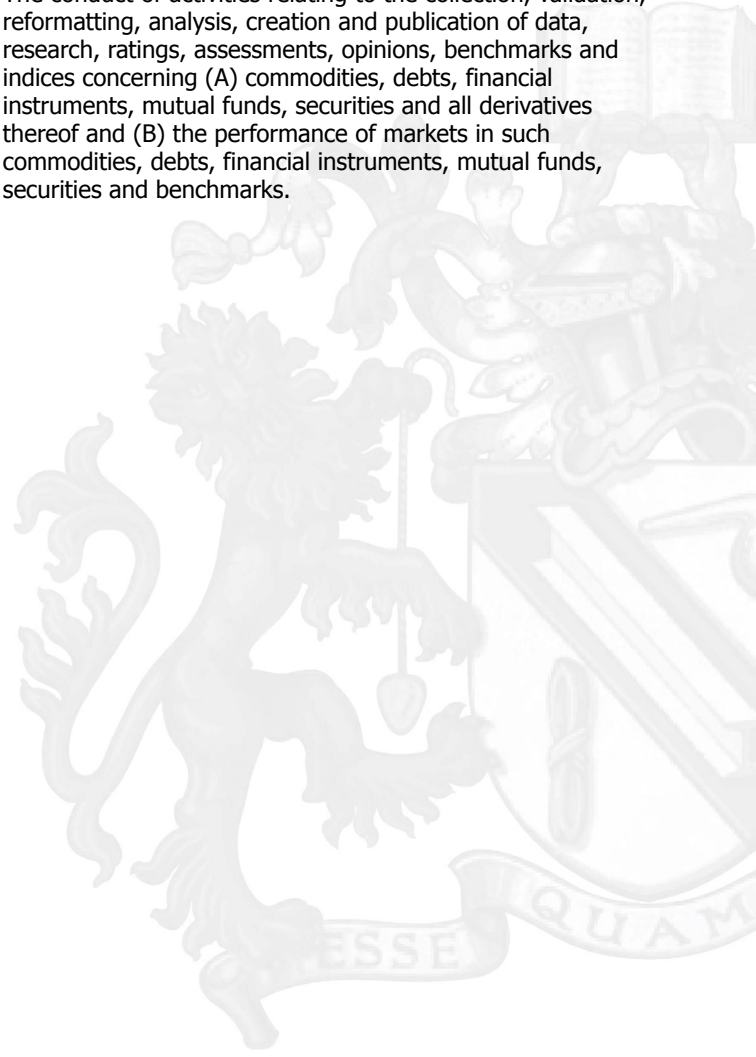 The conduct of activities relating to the collection, validation,
reformatting, analysis, creation and publication of data,
research, ratings, assessments, opinions, benchmarks and
indices concerning (A) commodities, debts, financial
instruments, mutual funds, securities and all derivatives
thereof and (B) the performance of markets in such
commodities, debts, financial instruments, mutual funds,
securities and benchmarks.
ESSE QUAM